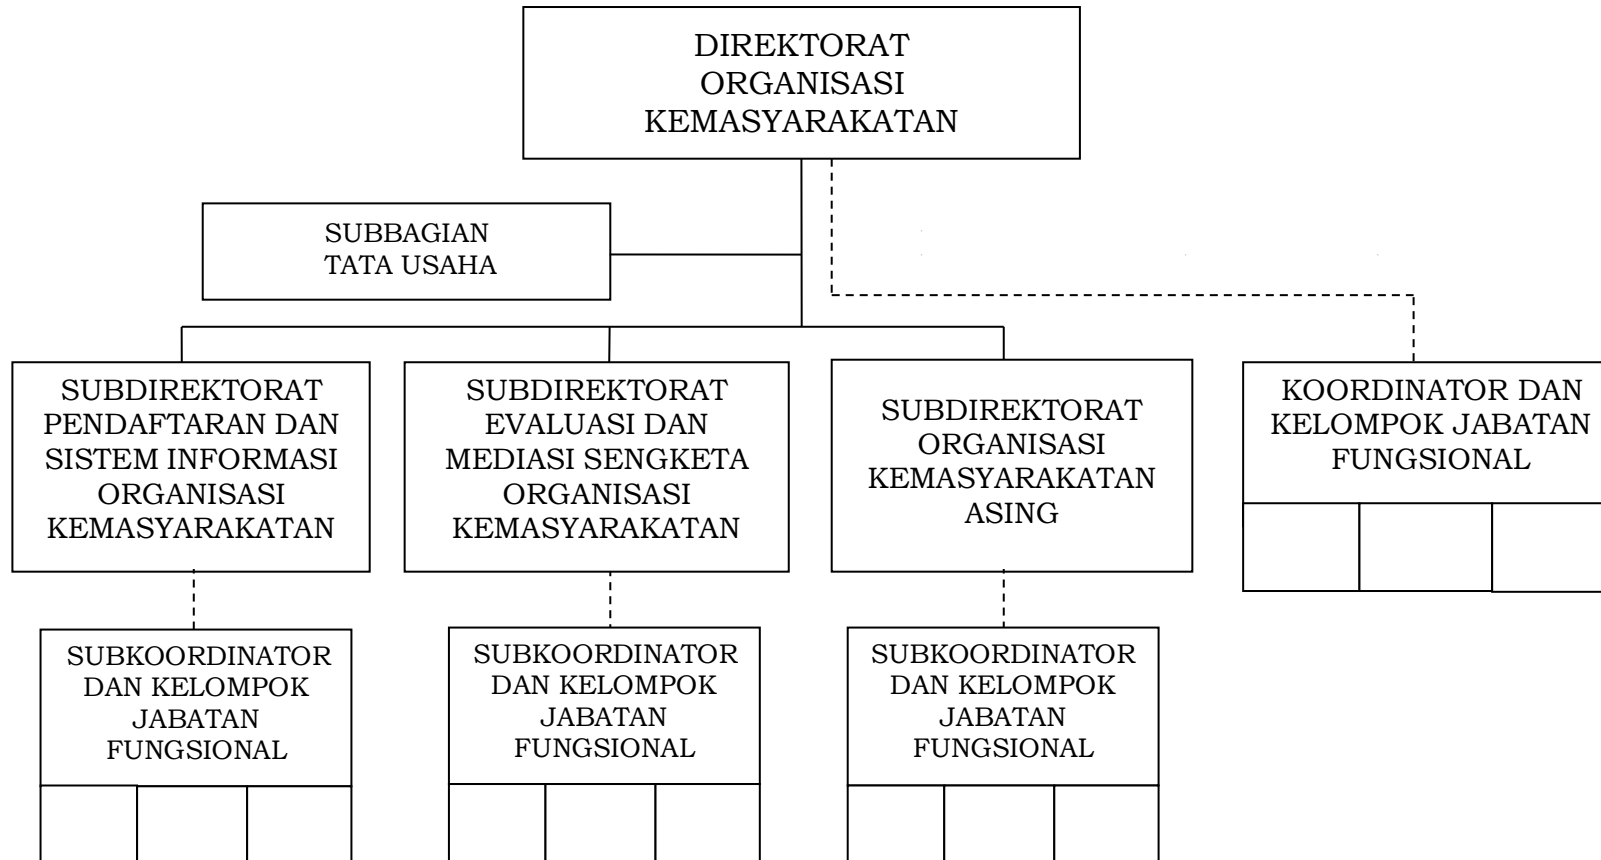 DIREKTORAT
ORGANISASI
KEMASYARAKATAN
SUBBAGIAN
TATA USAHA
SUBDIREKTORAT
PENDAFTARAN DAN
SISTEM INFORMASI
ORGANISASI
KEMASYARAKATAN
SUBDIREKTORAT
EVALUASI DAN
MEDIASI SENGKETA
ORGANISASI
KEMASYARAKATAN
SUBDIREKTORAT
ORGANISASI
KEMASYARAKATAN
ASING
KOORDINATOR DAN
KELOMPOK JABATAN
FUNGSIONAL
SUBKOORDINATOR
DAN KELOMPOK
JABATAN
FUNGSIONAL
SUBKOORDINATOR
DAN KELOMPOK
JABATAN
FUNGSIONAL
SUBKOORDINATOR
DAN KELOMPOK
JABATAN
FUNGSIONAL